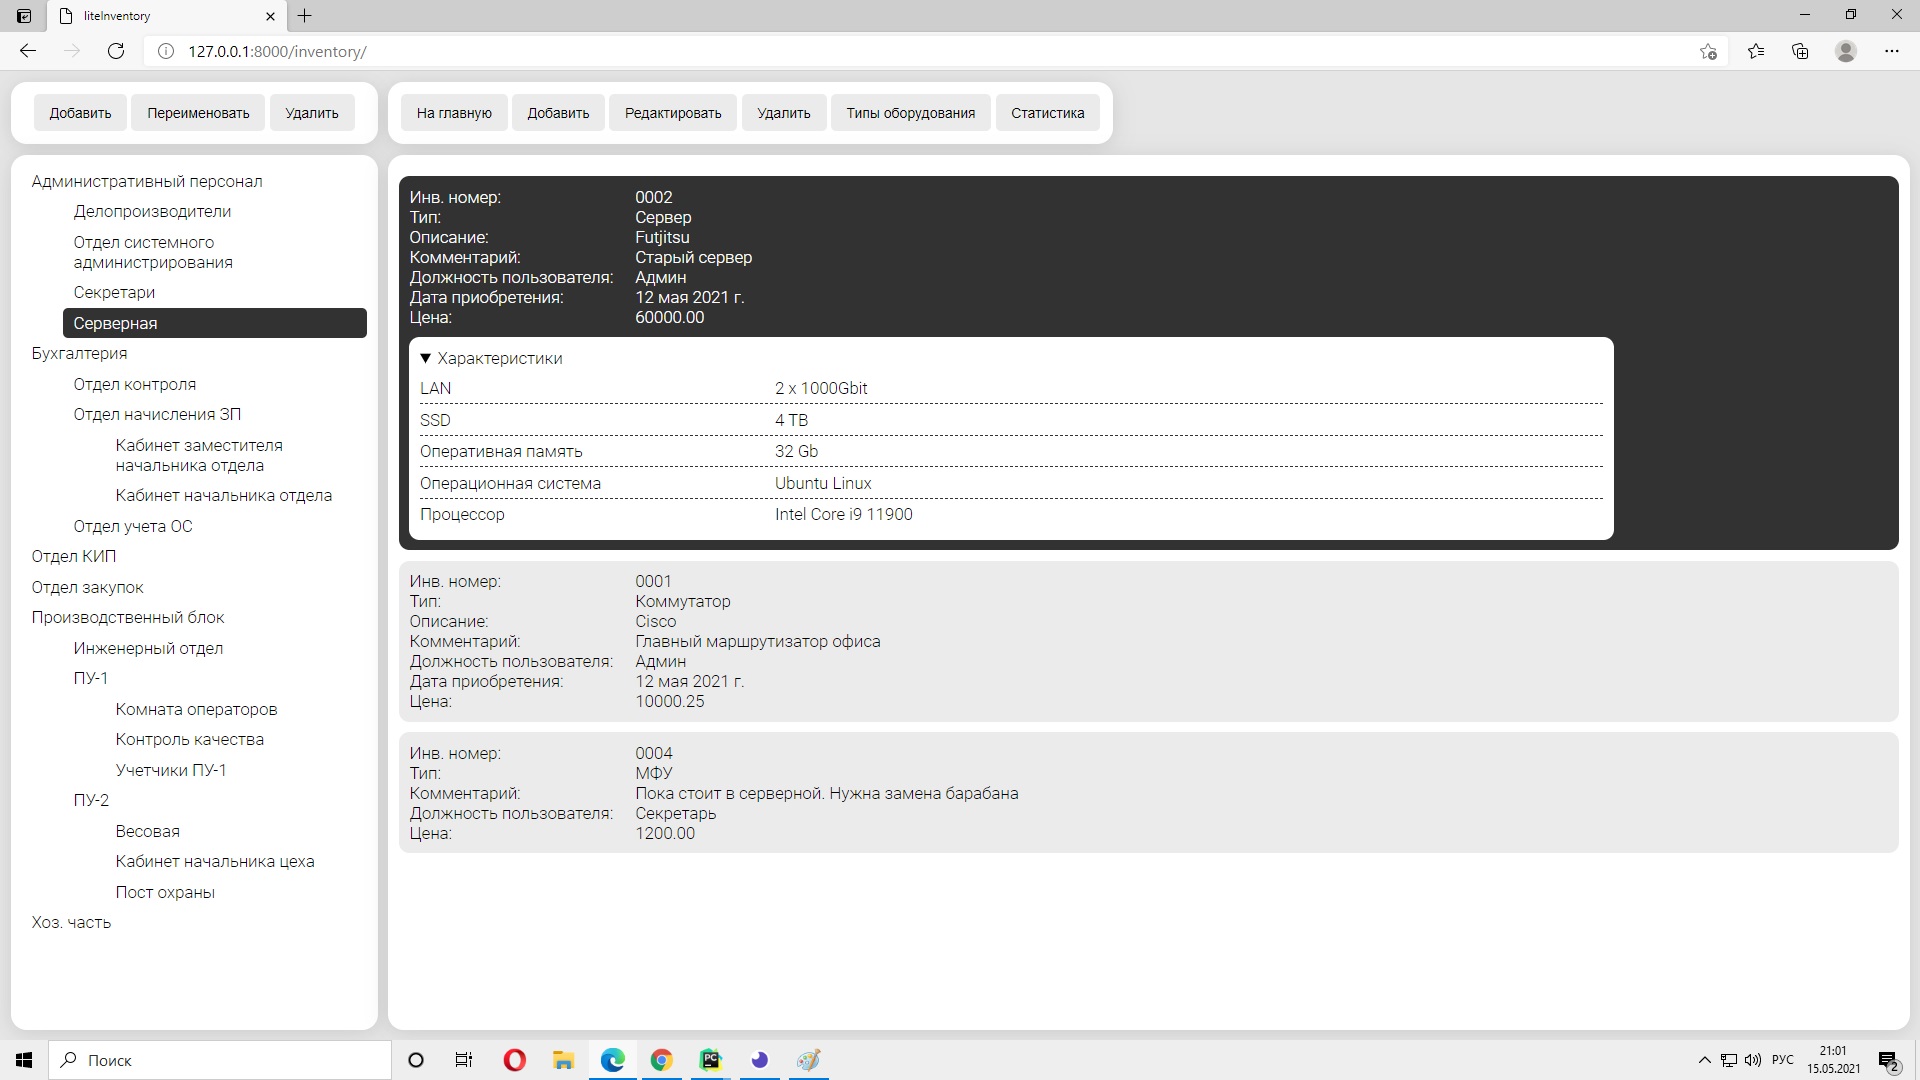 liteInventory
127.0.0.1:8000/inventory/
Добавить
Переименовать
Удалить
На главную
Добавить
Редактировать
Удалить
Типы оборудования
Статистика
Административный персонал
Делопроизводители
Отдел системного
администрирования
Секретари
Серверная
Бухгалтерия
Отдел контроля
Отдел начисления ЗП
Кабинет заместителя
начальника отдела
Кабинет начальника отдела
Отдел учета ОС
Отдел КИП
Отдел закупок
Производственный блок
Инженерный отдел
ПУ-1
Комната операторов
Контроль качества
Учетчики ПУ-1
ПУ-2
Весовая
Кабинет начальника цеха
Пост охраны
Хоз. часть
Инв. номер: 0002
Тип: Сервер
Описание: Futjitsu
Комментарий: Старый сервер
Должность пользователя: Админ
Дата приобретения: 12 мая 2021 г.
Цена: 60000.00
Характеристики
LAN 2 x 1000Gbit
SSD 4 TB
Оперативная память 32 Gb
Операционная система Ubuntu Linux
Процессор Intel Core i9 11900
Инв. номер: 0001
Тип: Коммутатор
Описание: Cisco
Комментарий: Главный маршрутизатор офиса
Должность пользователя: Админ
Дата приобретения: 12 мая 2021 г.
Цена: 10000.25
Инв. номер: 0004
Тип: МФУ
Комментарий: Пока стоит в серверной. Нужна замена барабана
Должность пользователя: Секретарь
Цена: 1200.00
Поиск
PC
РУС
21:01
15.05.2021
2